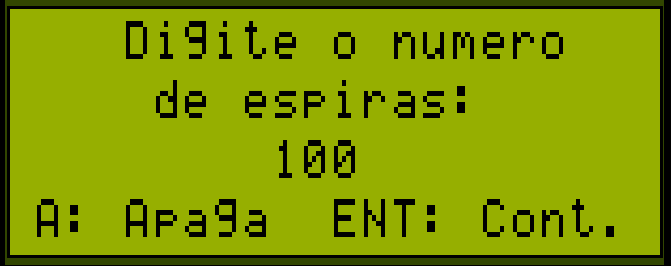 Digite o numero
de espiras:
100
A: Apaga ENT: Cont.